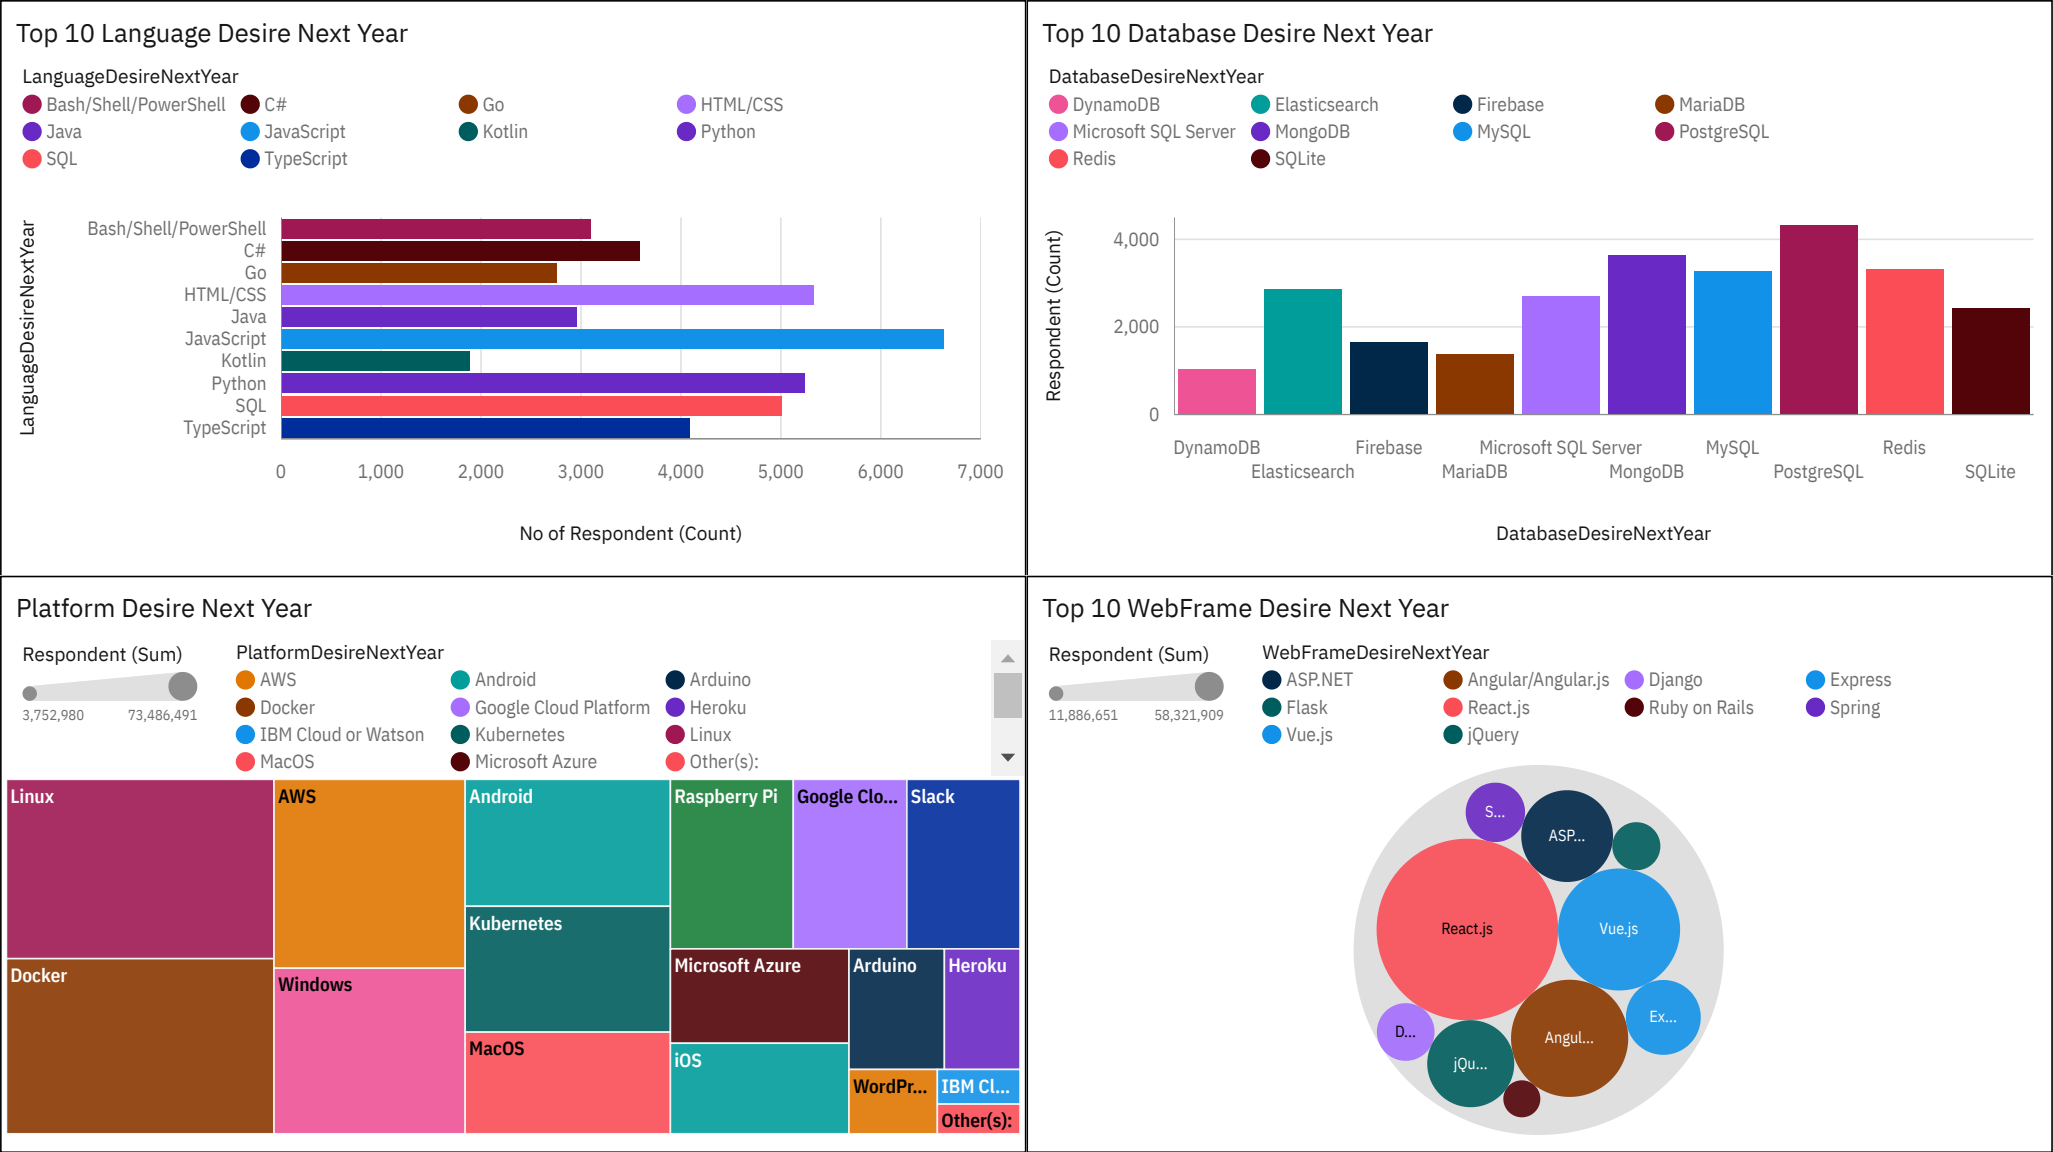 Top 10 Language Desire Next Year
LanguageDesireNextYear
Bash/Shell/PowerShell C# Go HTML/CSS
Java JavaScript Kotlin Python
SQL TypeScript
LanguageDesireNextYear
Bash/Shell/PowerShell
C#
Go
HTML/CSS
Java
JavaScript
Kotlin
Python
SQL
TypeScript
0 1,000 2,000 3,000 4,000 5,000 6,000 7,000
No of Respondent (Count)
Top 10 Database Desire Next Year
DatabaseDesireNextYear
DynamoDB Elasticsearch Firebase MariaDB
Microsoft SQL Server MongoDB MySQL PostgreSQL
Redis SQLite
Respondent (Count)
4,000
2,000
0
DynamoDB Firebase Microsoft SQL Server MySQL Redis
Elasticsearch MariaDB MongoDB PostgreSQL SQLite
DatabaseDesireNextYear
Platform Desire Next Year
Respondent (Sum)
3,752,980 73,486,491
PlatformDesireNextYear
AWS Android Arduino
Docker Google Cloud Platform Heroku
IBM Cloud or Watson Kubernetes Linux
MacOS Microsoft Azure Other(s):
Linux AWS Android Raspberry Pi Google Clo... Slack
Kubernetes
Docker Windows Microsoft Azure Arduino Heroku
MacOS iOS
WordPr... IBM Cl...
Other(s):
Top 10 WebFrame Desire Next Year
Respondent (Sum)
11,886,651 58,321,909
WebFrameDesireNextYear
ASP.NET Angular/Angular.js Django Express
Flask React.js Ruby on Rails Spring
Vue.js jQuery
S... ASP...
React.js Vue.js
D... Ex...
jQu... Angul...